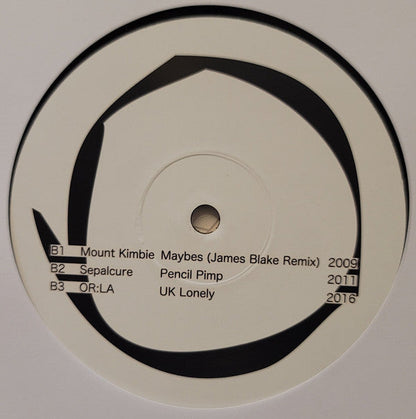 B1 Mount Kimbie Maybes (James Blake Remix) 2009
B2 Sepalcure Pencil Pimp 2011
B3 OR:LA UK Lonely 2016